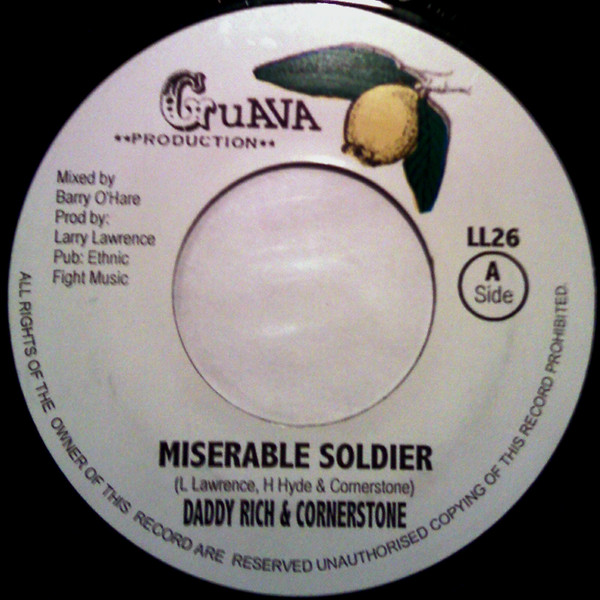 GuAVA
**PRODUCTION**
Mixed by
Barry O'Hare
Prod by:
Larry Lawrence
Pub: Ethnic
Fight Music
LL26
A
Side
MISERABLE SOLDIER
(L Lawrence, H Hyde & Cornerstone)
DADDY RICH & CORNERSTONE
ALL RIGHTS OF THE OWNER OF THIS RECORD ARE RESERVED UNAUTHORISED COPYING OF THIS RECORD PROHIBITED.